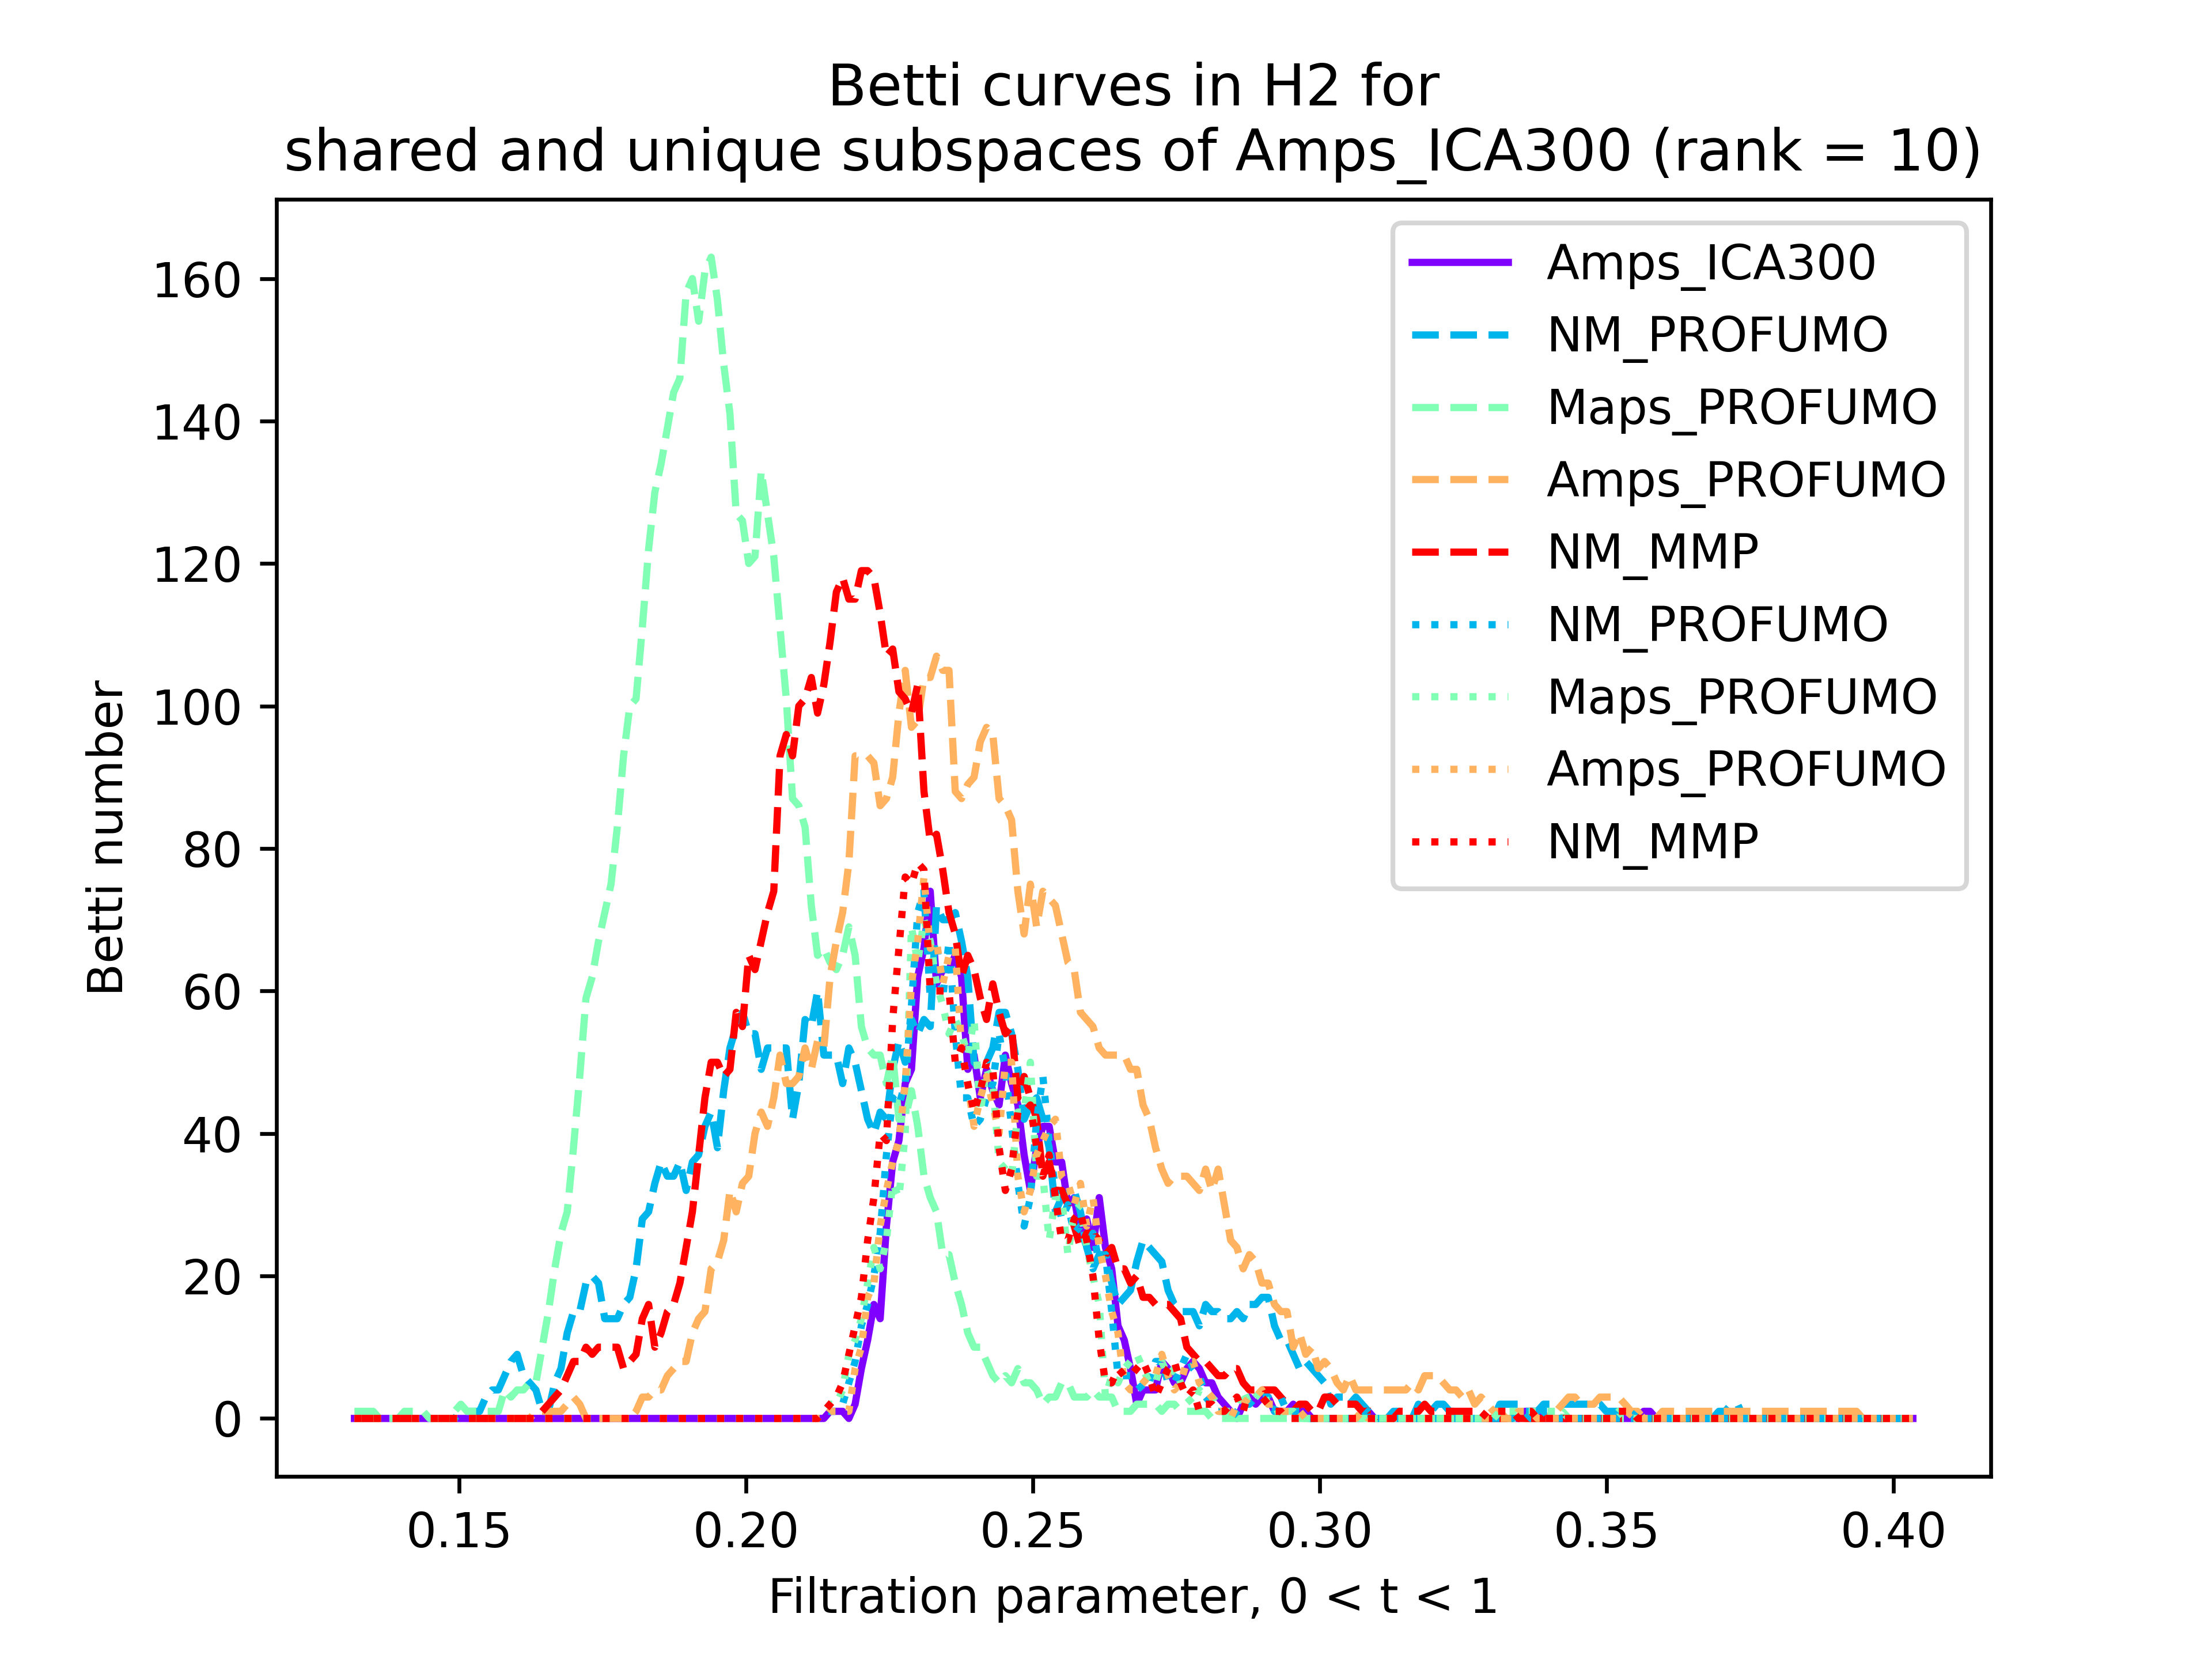 Betti curves in H2 for
shared and unique subspaces of Amps_ICA300 (rank = 10)
Betti number
160
140
120
100
80
60
40
20
0
Amps_ICA300
NM_PROFUMO
Maps_PROFUMO
Amps_PROFUMO
NM_MMP
NM_PROFUMO
Maps_PROFUMO
Amps_PROFUMO
NM_MMP
0.15 0.20 0.25 0.30 0.35 0.40
Filtration parameter, 0 < t < 1